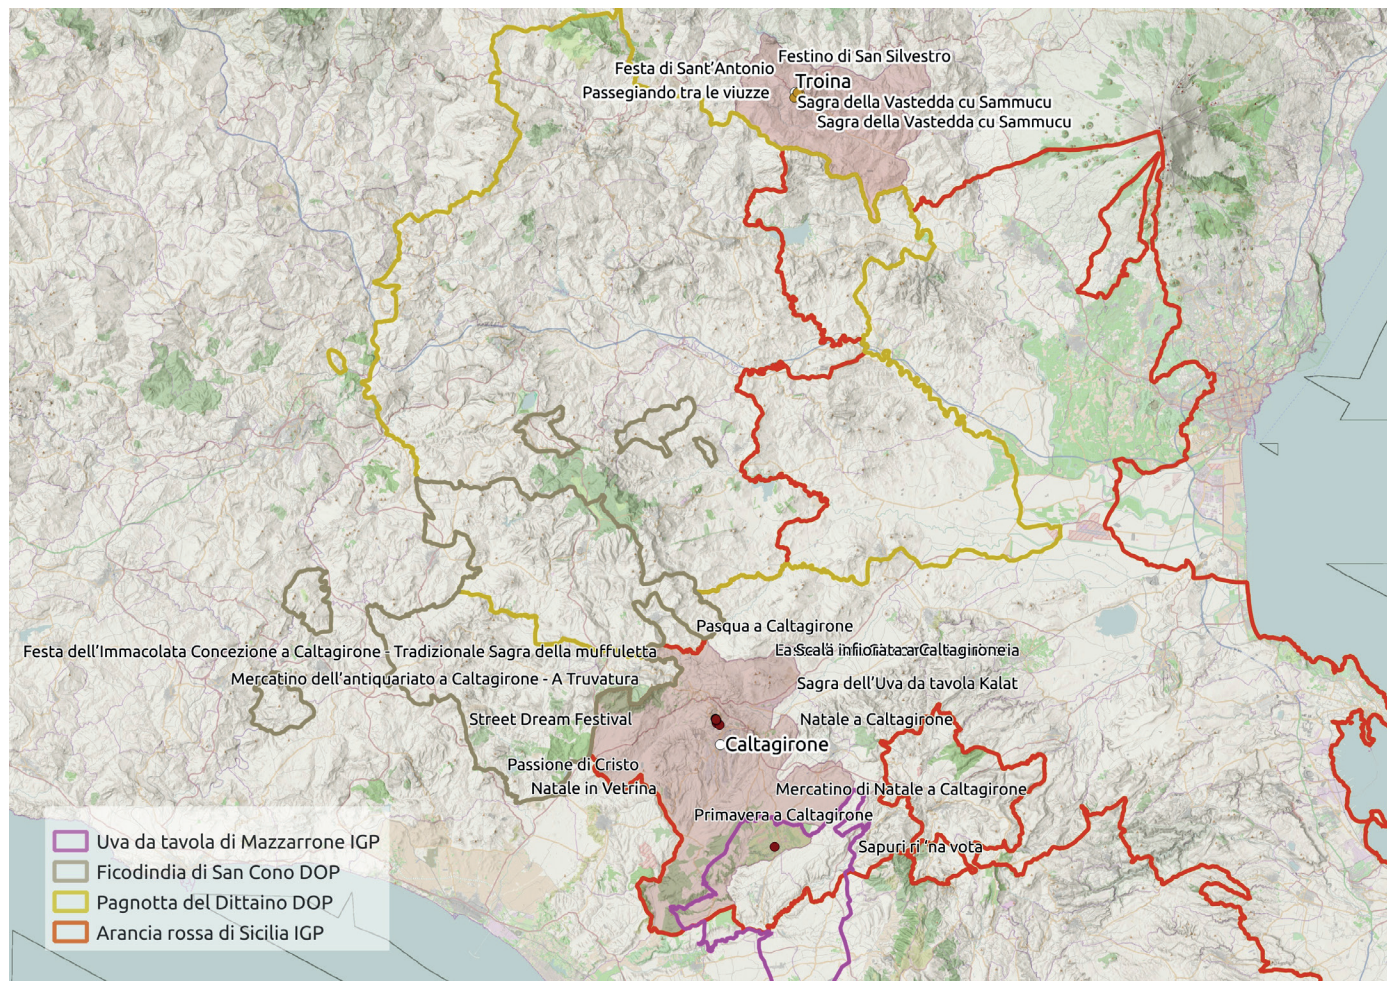 Festino di San Silvestro
Festa di Sant'Antonio
Troina
Passegiando tra le viuzze
Sagra della Vastedda cu Sammucu
Sagra della Vastedda cu Sammucu
Pasqua a Caltagirone
Festa dell'Immacolata Concezione a Caltagirone - Tradizionale Sagra della muffuletta
La Scala infiorata a Caltagirone
Mercatino dell'antiquariato a Caltagirone - A Truvatura
Sagra dell'Uva da tavola Kalat
Street Dream Festival
Natale a Caltagirone
Caltagirone
Passione di Cristo
Natale in Vetrina
Mercatino di Natale a Caltagirone
Primavera a Caltagirone
Sapuri ri 'na vota
Uva da tavola di Mazzarrone IGP
Ficodindia di San Cono DOP
Pagnotta del Dittaino DOP
Arancia rossa di Sicilia IGP